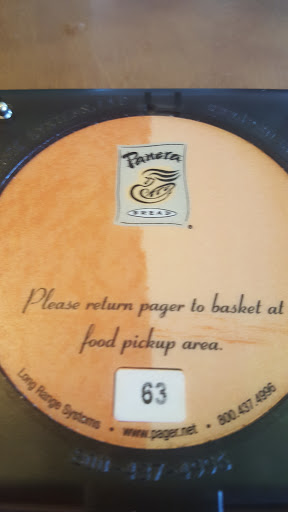 Panera
BREAD
®
Please return pager to basket at
food pickup area.
63
Long Range Systems • www.pager.net • 800.437.4996